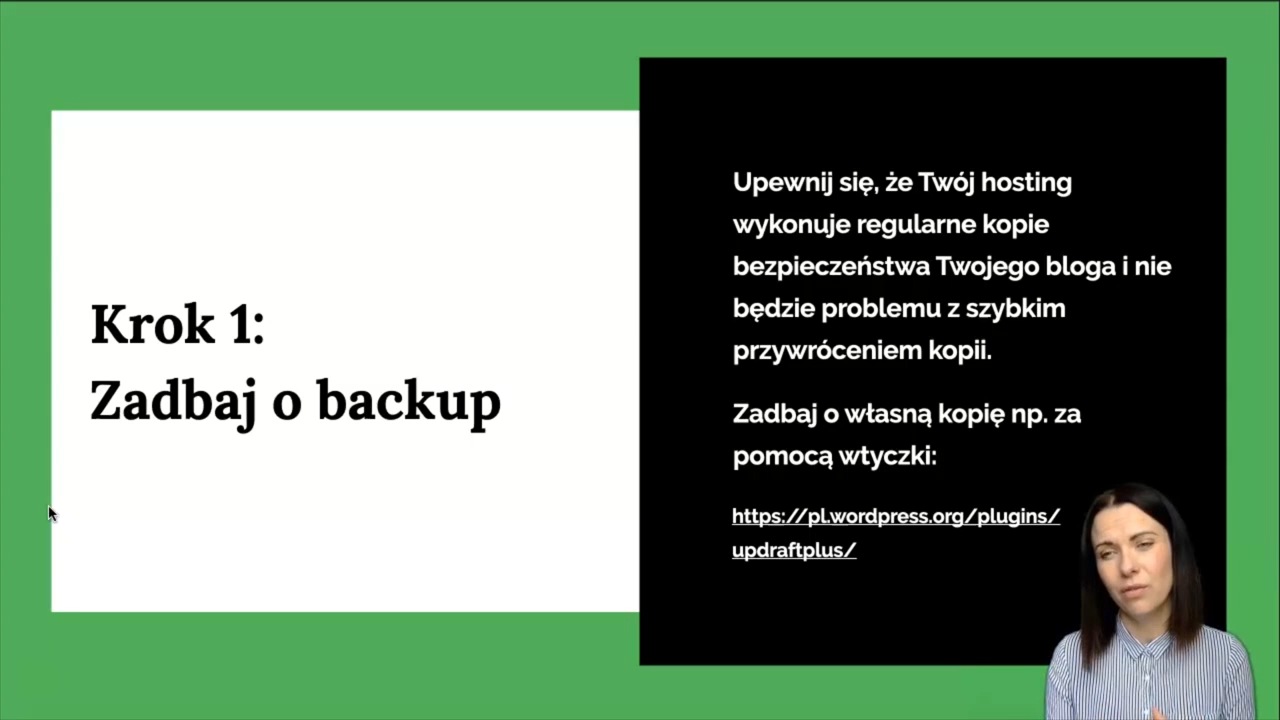 Krok 1:
Zadbaj o backup
Upewnij się, że Twój hosting
wykonuje regularne kopie
bezpieczeństwa Twojego bloga i nie
będzie problemu z szybkim
przywróceniem kopii.
Zadbaj o własną kopię np. za
pomocą wtyczki:
https://pl.wordpress.org/plugins/
updraftplus/